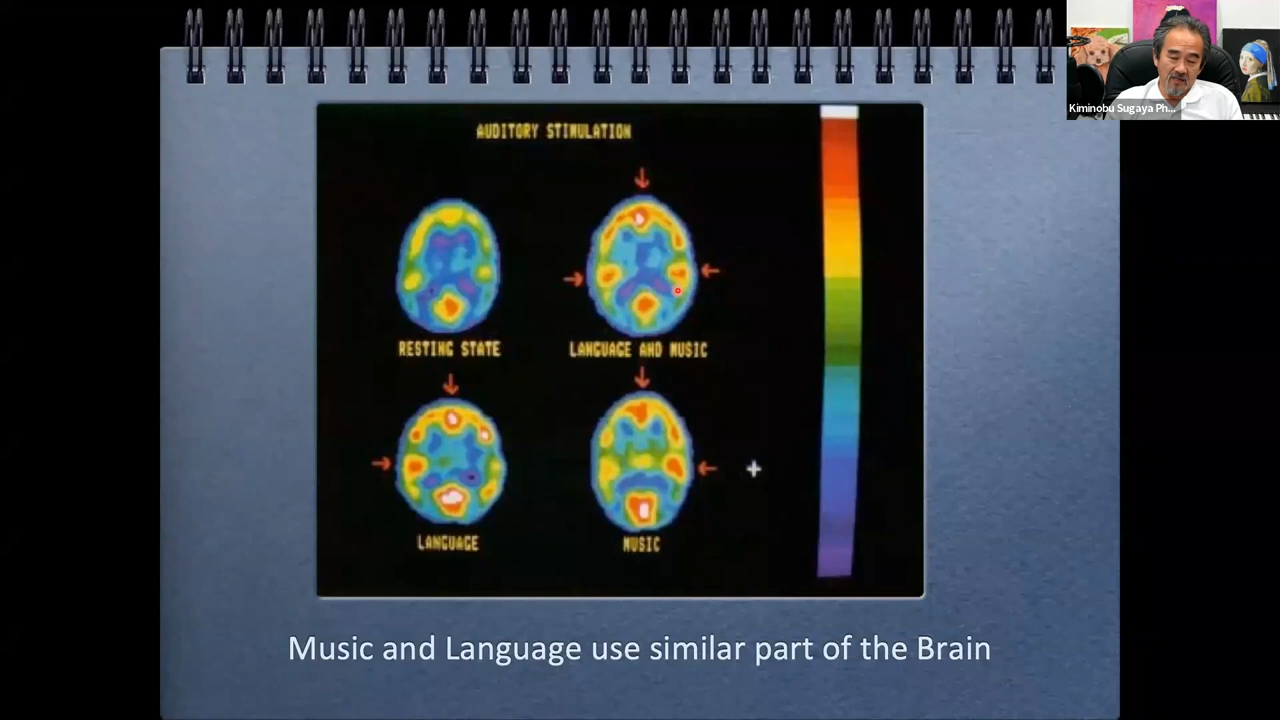 Kiminobu Sugaya Ph...
AUDITORY STIMULATION
RESTING STATE
LANGUAGE AND MUSIC
LANGUAGE
MUSIC
Music and Language use similar part of the Brain